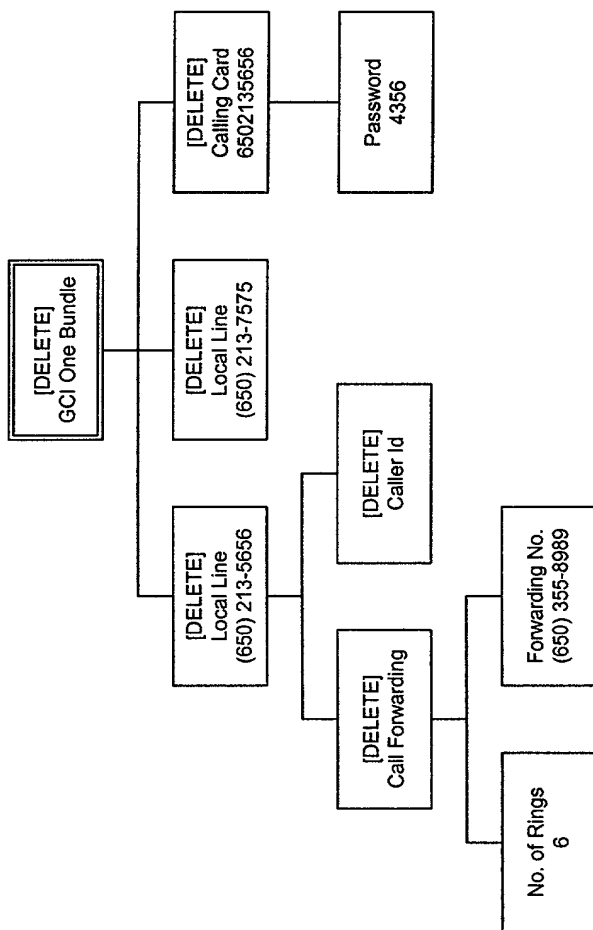 [DELETE]
GCI One Bundle
[DELETE]
Local Line
(650) 213-5656
[DELETE]
Local Line
(650) 213-7575
[DELETE]
Calling Card
6502135656
[DELETE]
Call Forwarding
[DELETE]
Caller Id
Password
4356
No. of Rings
6
Forwarding No.
(650) 355-8989